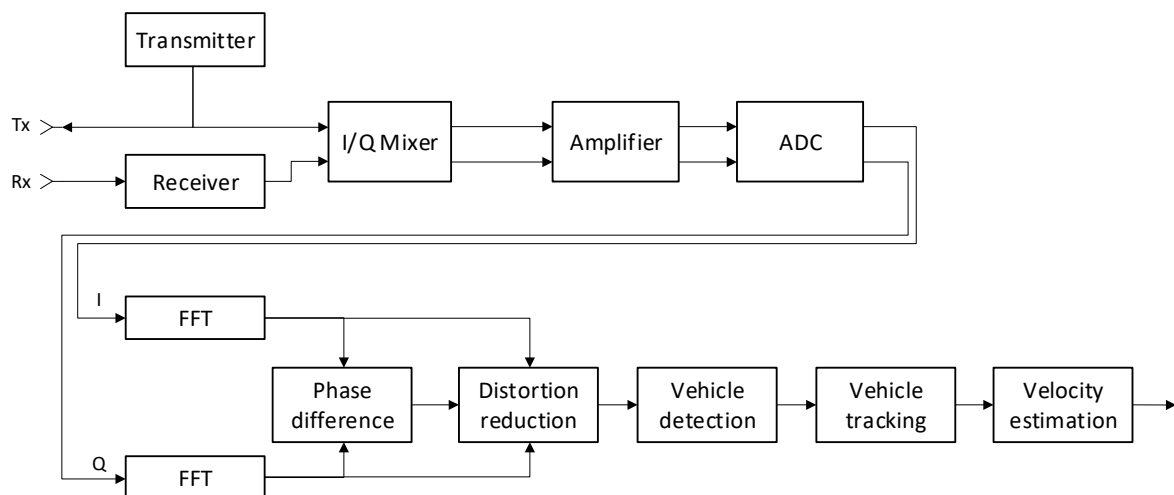 Transmitter
Tx
I/Q Mixer
Amplifier
ADC
Rx
Receiver
I
FFT
Phase
difference
Distortion
reduction
Vehicle
detection
Vehicle
tracking
Velocity
estimation
Q
FFT